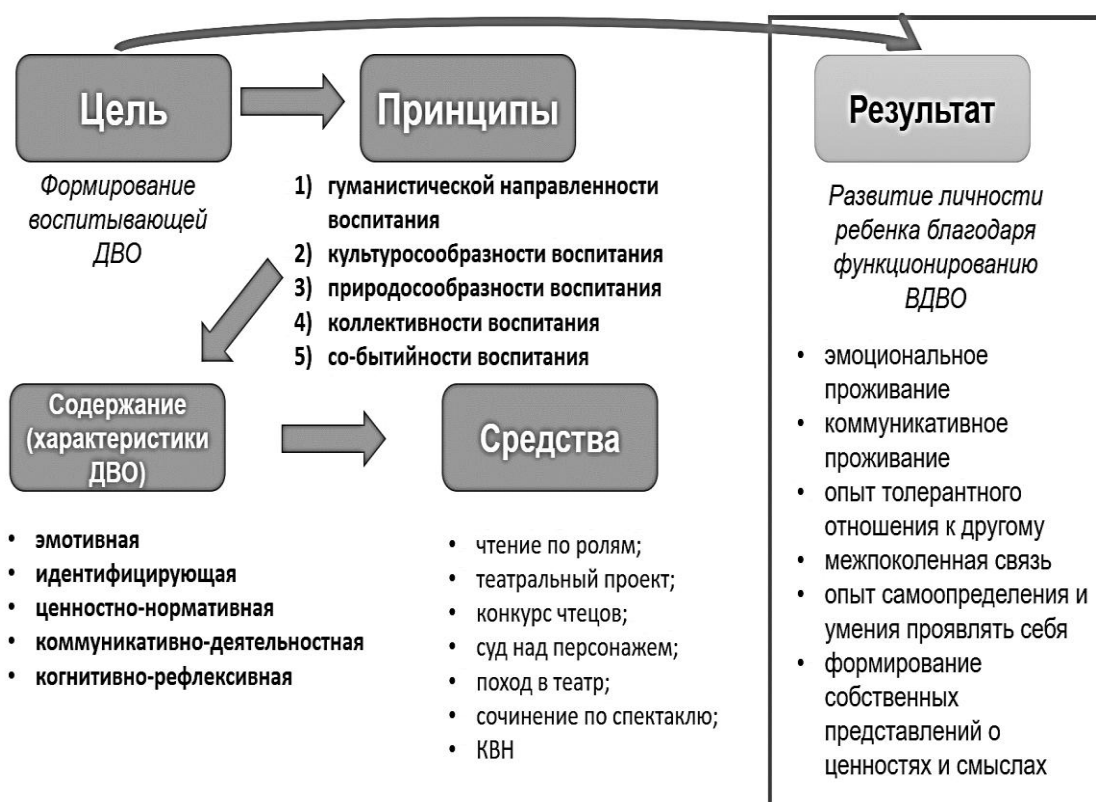 Цель
Формирование
воспитывающей
ДВО
Принципы
1) гуманистической направленности
воспитания
2) культуросообразности воспитания
3) природосообразности воспитания
4) коллективности воспитания
5) со-бытийности воспитания
Содержание
(характеристики
ДВО)
• эмотивная
• идентифицирующая
• ценностно-нормативная
• коммуникативно-деятельностная
• когнитивно-рефлексивная
Средства
• чтение по ролям;
• театральный проект;
• конкурс чтецов;
• суд над персонажем;
• поход в театр;
• сочинение по спектаклю;
• КВН
Результат
Развитие личности
ребенка благодаря
функционированию
ВДВО
• эмоциональное
проживание
• коммуникативное
проживание
• опыт толерантного
отношения к другому
• межпоколенная связь
• опыт самоопределения и
умения проявлять себя
• формирование
собственных
представлений о
ценностях и смыслах